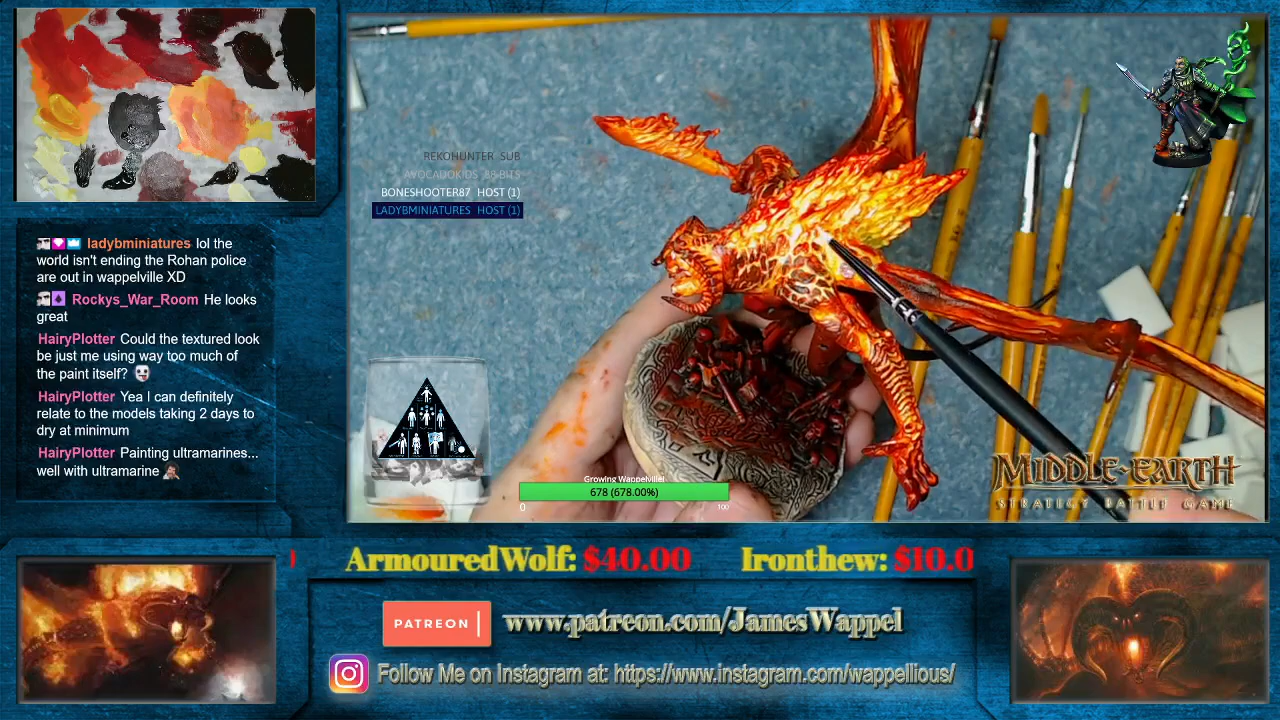 REKOHUNTER SUB
AVOCADOKIDS 88 BITS
BONESHOOTER87 HOST (1)
LADYBMINIATURES HOST (1)
ladybminiatures lol the
world isn't ending the Rohan police
are out in wappelville XD
Rockys_War_Room He looks
great
HairyPlotter Could the textured look
be just me using way too much of
the paint itself?
HairyPlotter Yea I can definitely
relate to the models taking 2 days to
dry at minimum
HairyPlotter Painting ultramarines...
well with ultramarine
Growing Wappelville!
678 (678.00%)
0 100
MIDDLE-EARTH
STRATEGY BATTLE GAME
ArmouredWolf: $40.00 Ironthew: $10.0
PATREON www.patreon.com/JamesWappel
Follow Me on Instagram at: https://www.instagram.com/wappellious/